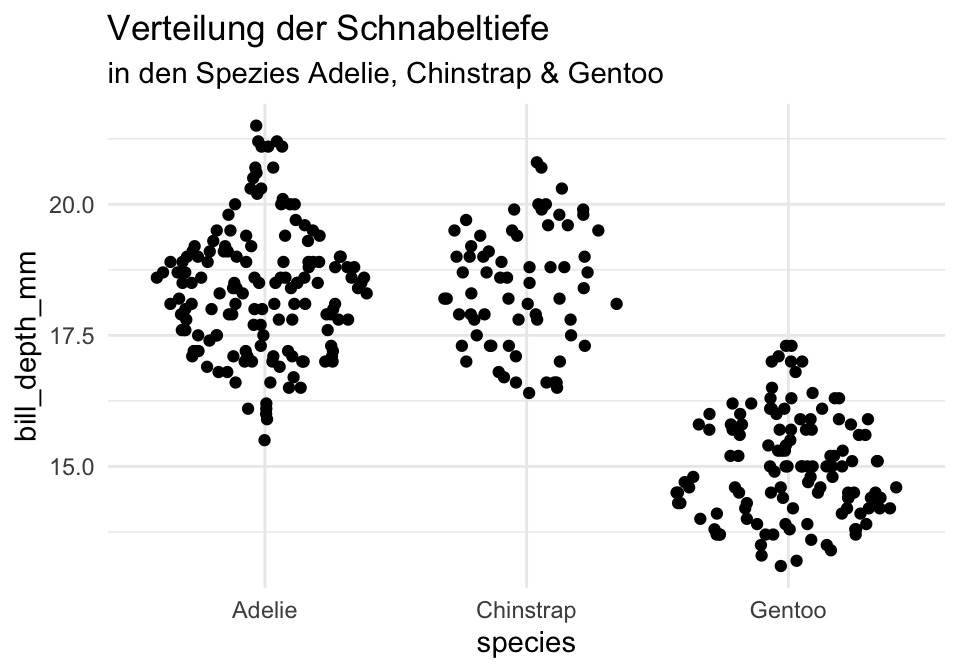 Verteilung der Schnabeltiefe
in den Spezies Adelie, Chinstrap & Gentoo
bill_depth_mm
20.0
17.5
15.0
Adelie
Chinstrap
Gentoo
species